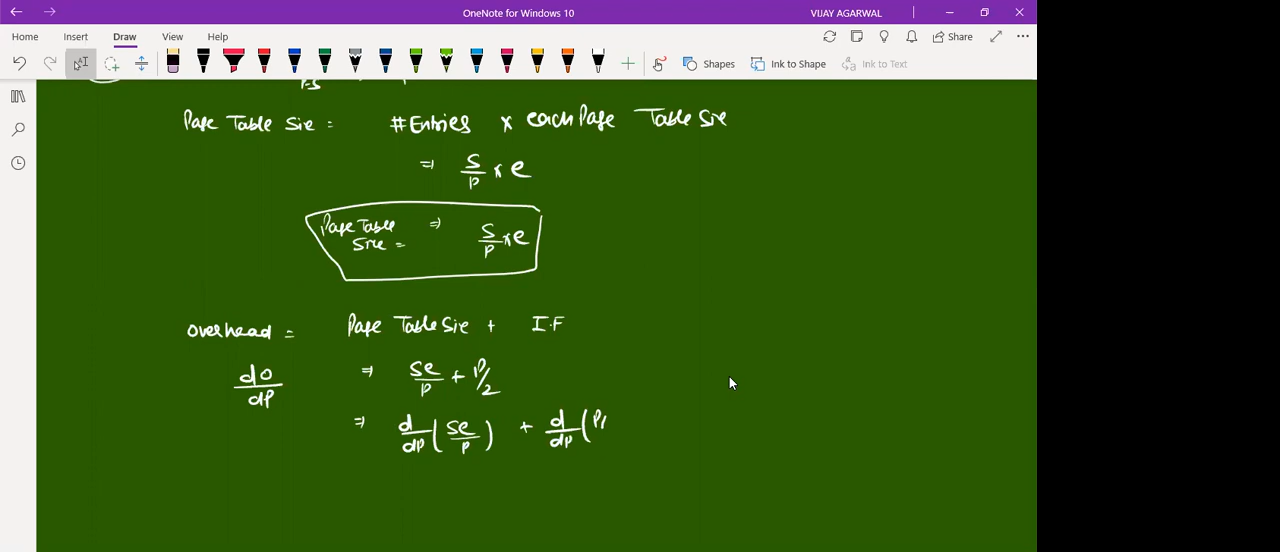 OneNote for Windows 10
VIJAY AGARWAL
Home Insert Draw View Help
Share
Shapes Ink to Shape Ink to Text
P.S
Page Table Size = #Entries × each Page Table Size
⇒ S/P × e
Page Table Size = ⇒ S/P × e
overhead = Page Table Size + I.F
dO/dP ⇒ Se/P + P/2
⇒ d/dP (Se/P) + d/dP (P/